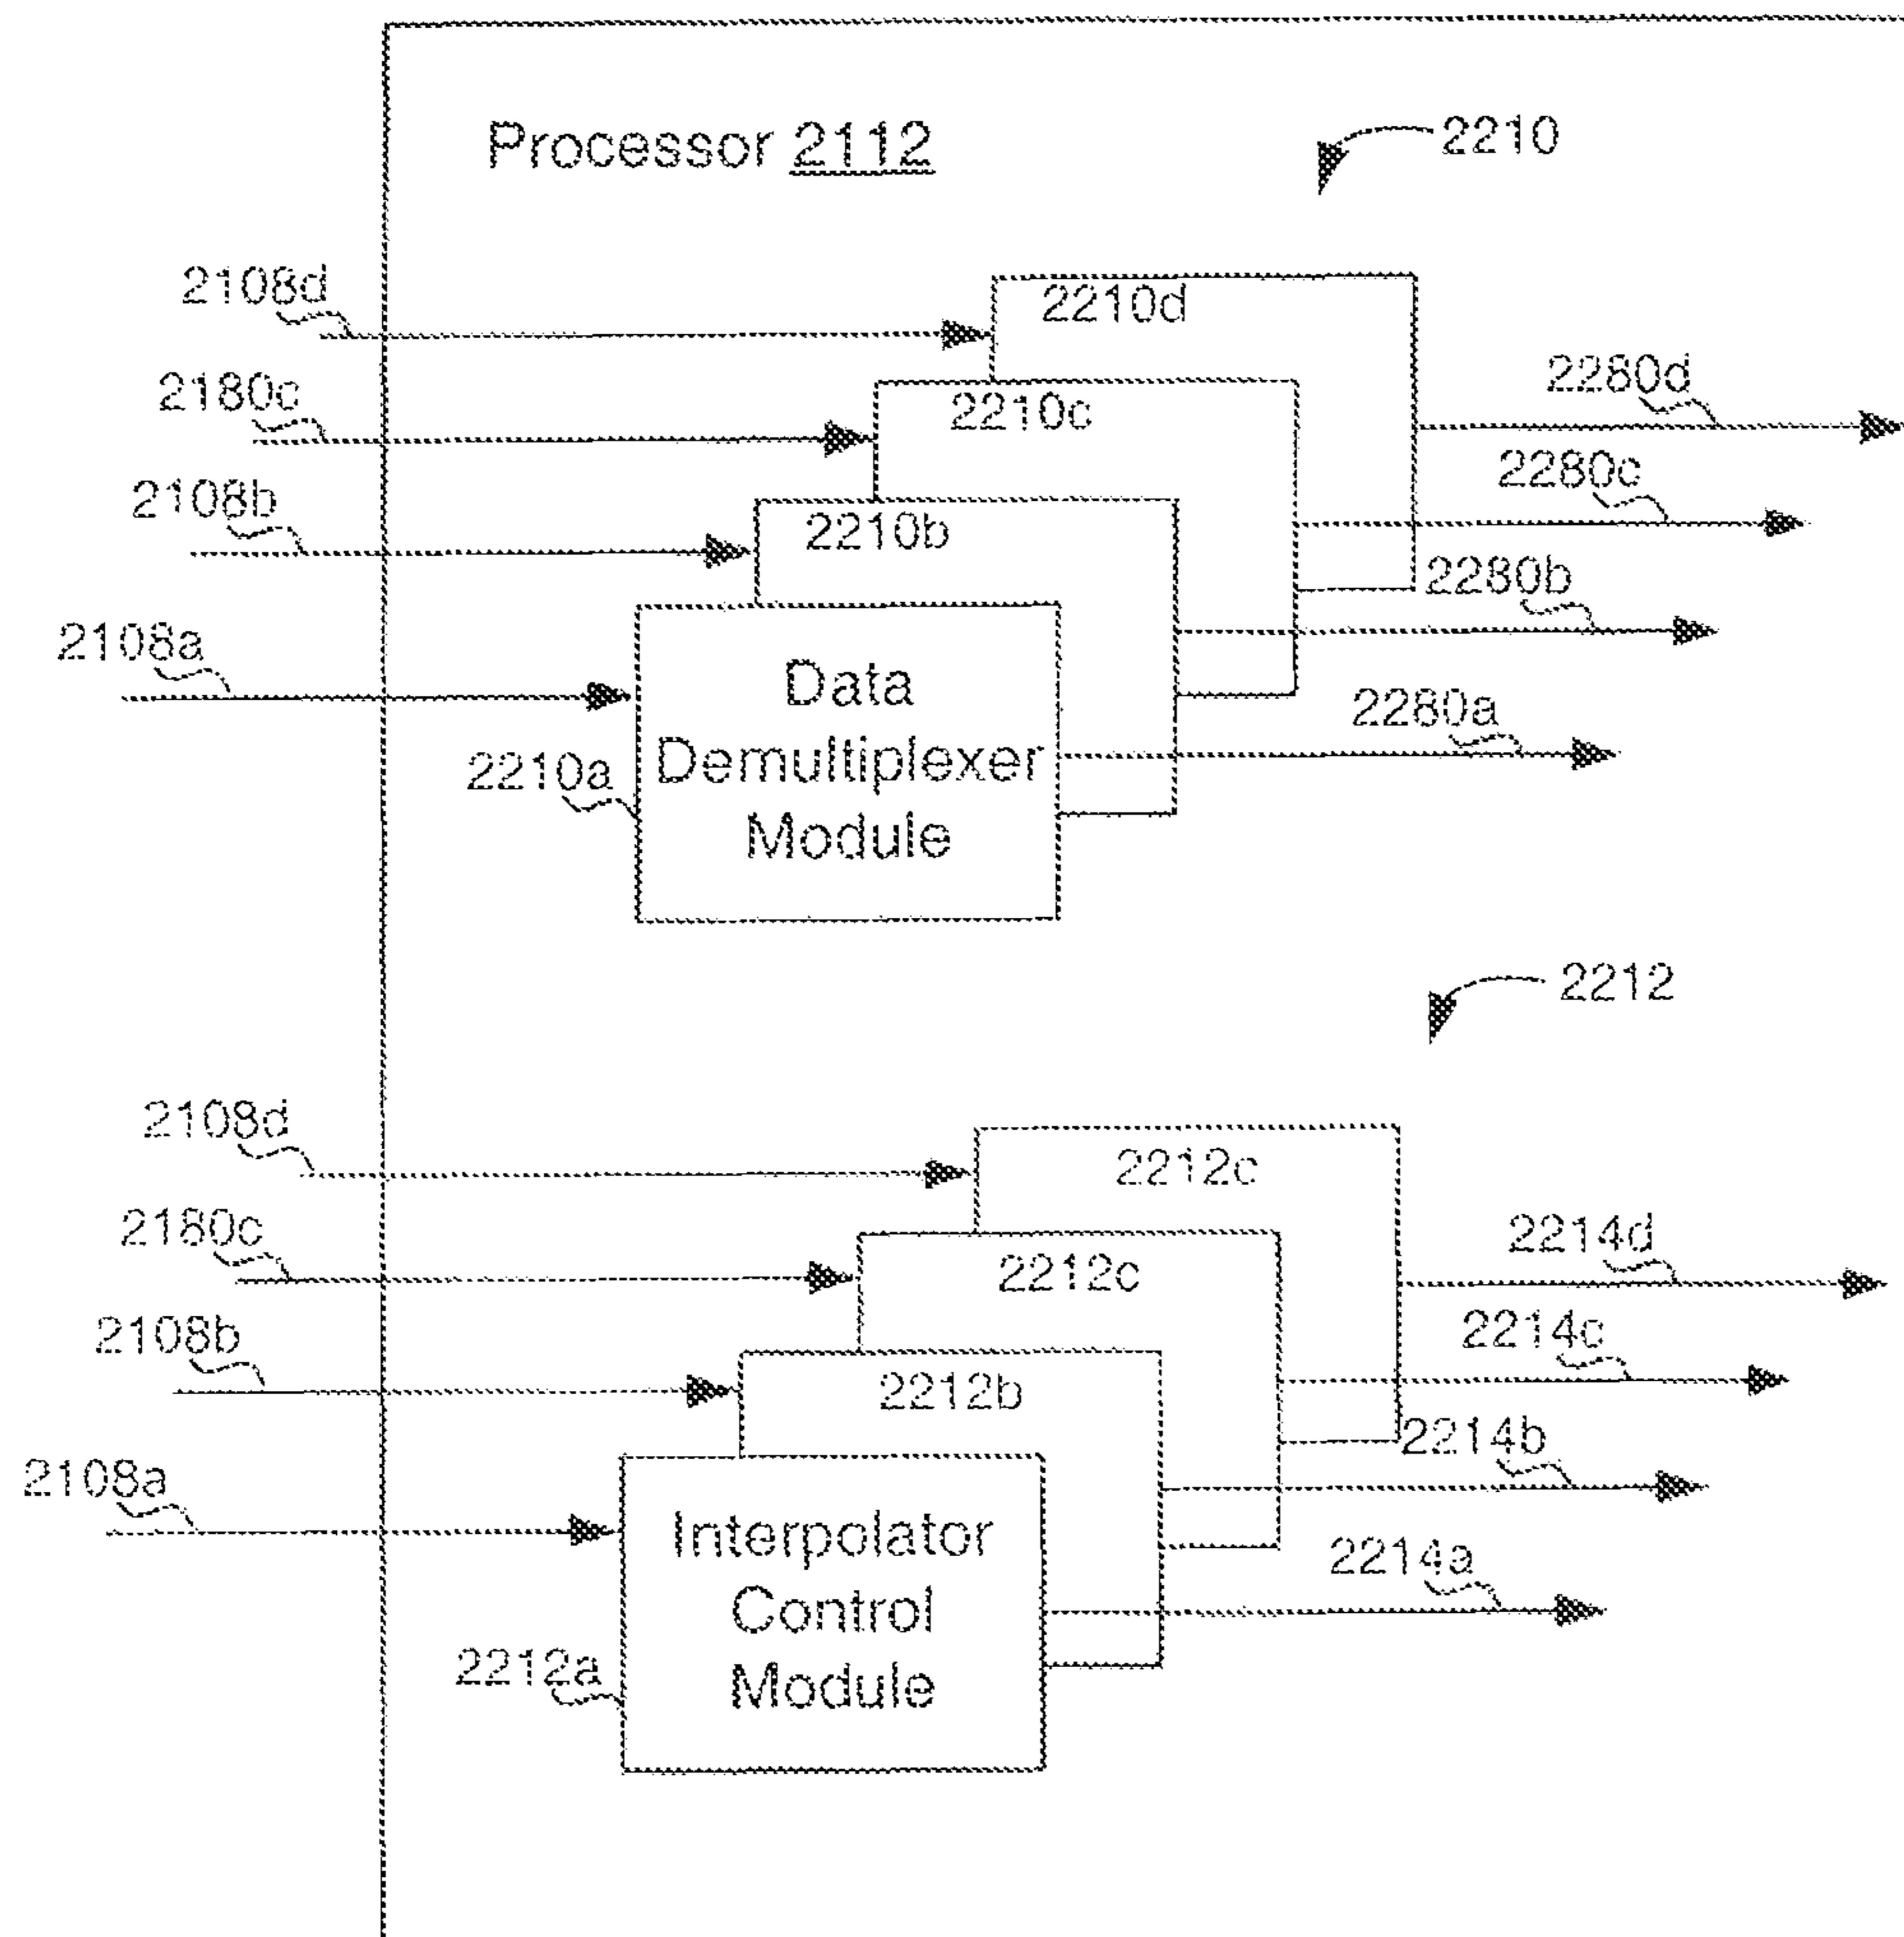 Processor 2112
2210
2108d
2210d
2180c
2210c
2280d
2108b
2210b
2280c
2280b
2108a
Data
Demultiplexer
Module
2280a
2210a
2212
2108d
2212c
2180c
2212c
2214d
2108b
2212b
2214c
2214b
2108a
Interpolator
Control
Module
2214a
2212a